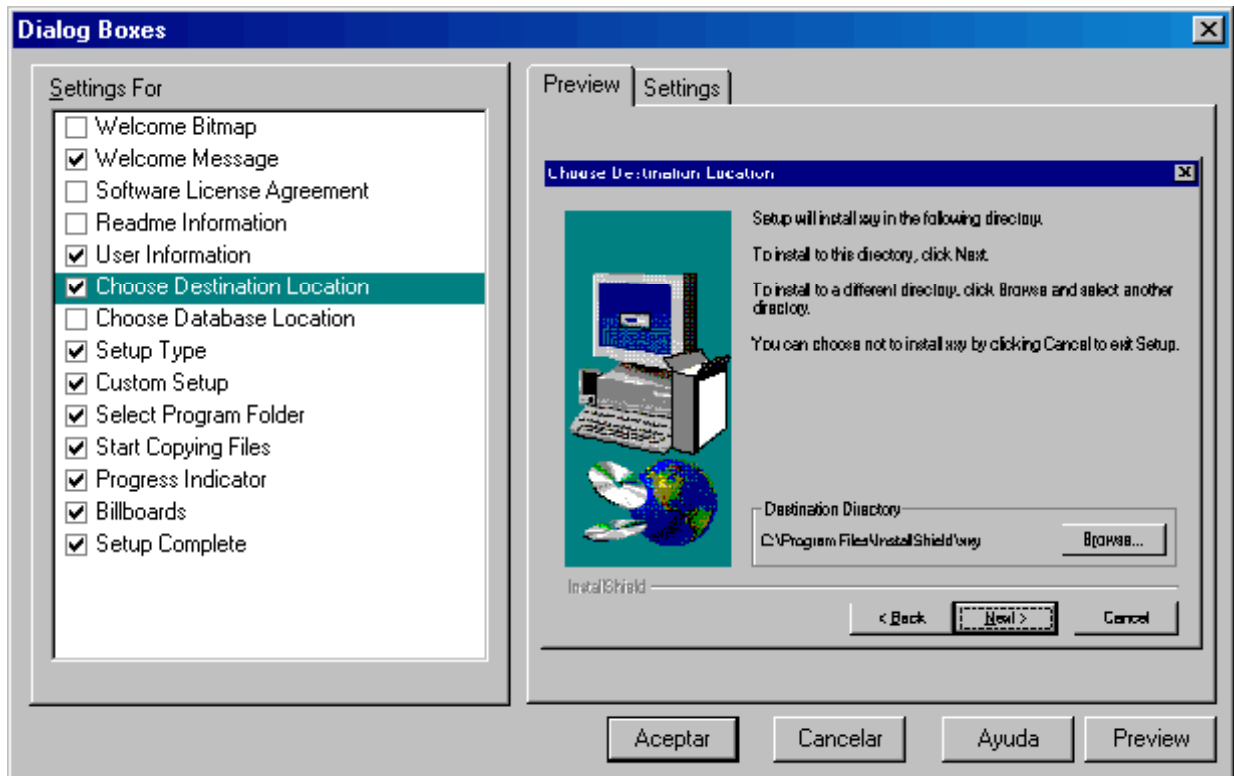 Dialog Boxes
Settings For
Welcome Bitmap
Welcome Message
Software License Agreement
Readme Information
User Information
Choose Destination Location
Choose Database Location
Setup Type
Custom Setup
Select Program Folder
Start Copying Files
Progress Indicator
Billboards
Setup Complete
Preview
Settings
Choose Destination Location
Setup will install in the following directory.
To install to this directory, click Next.
To install to a different directory, click Browse and select another
directory.
You can choose not to install by clicking Cancel to exit Setup.
Destination Directory
C:\Program Files\InstallShield\
Browse...
InstallShield
< Back
Next >
Cancel
Aceptar
Cancelar
Ayuda
Preview